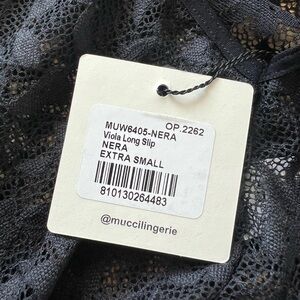 MUW6405-NERA OP.2262
Viola Long Slip
NERA
EXTRA SMALL
810130264483
@muccilingerie